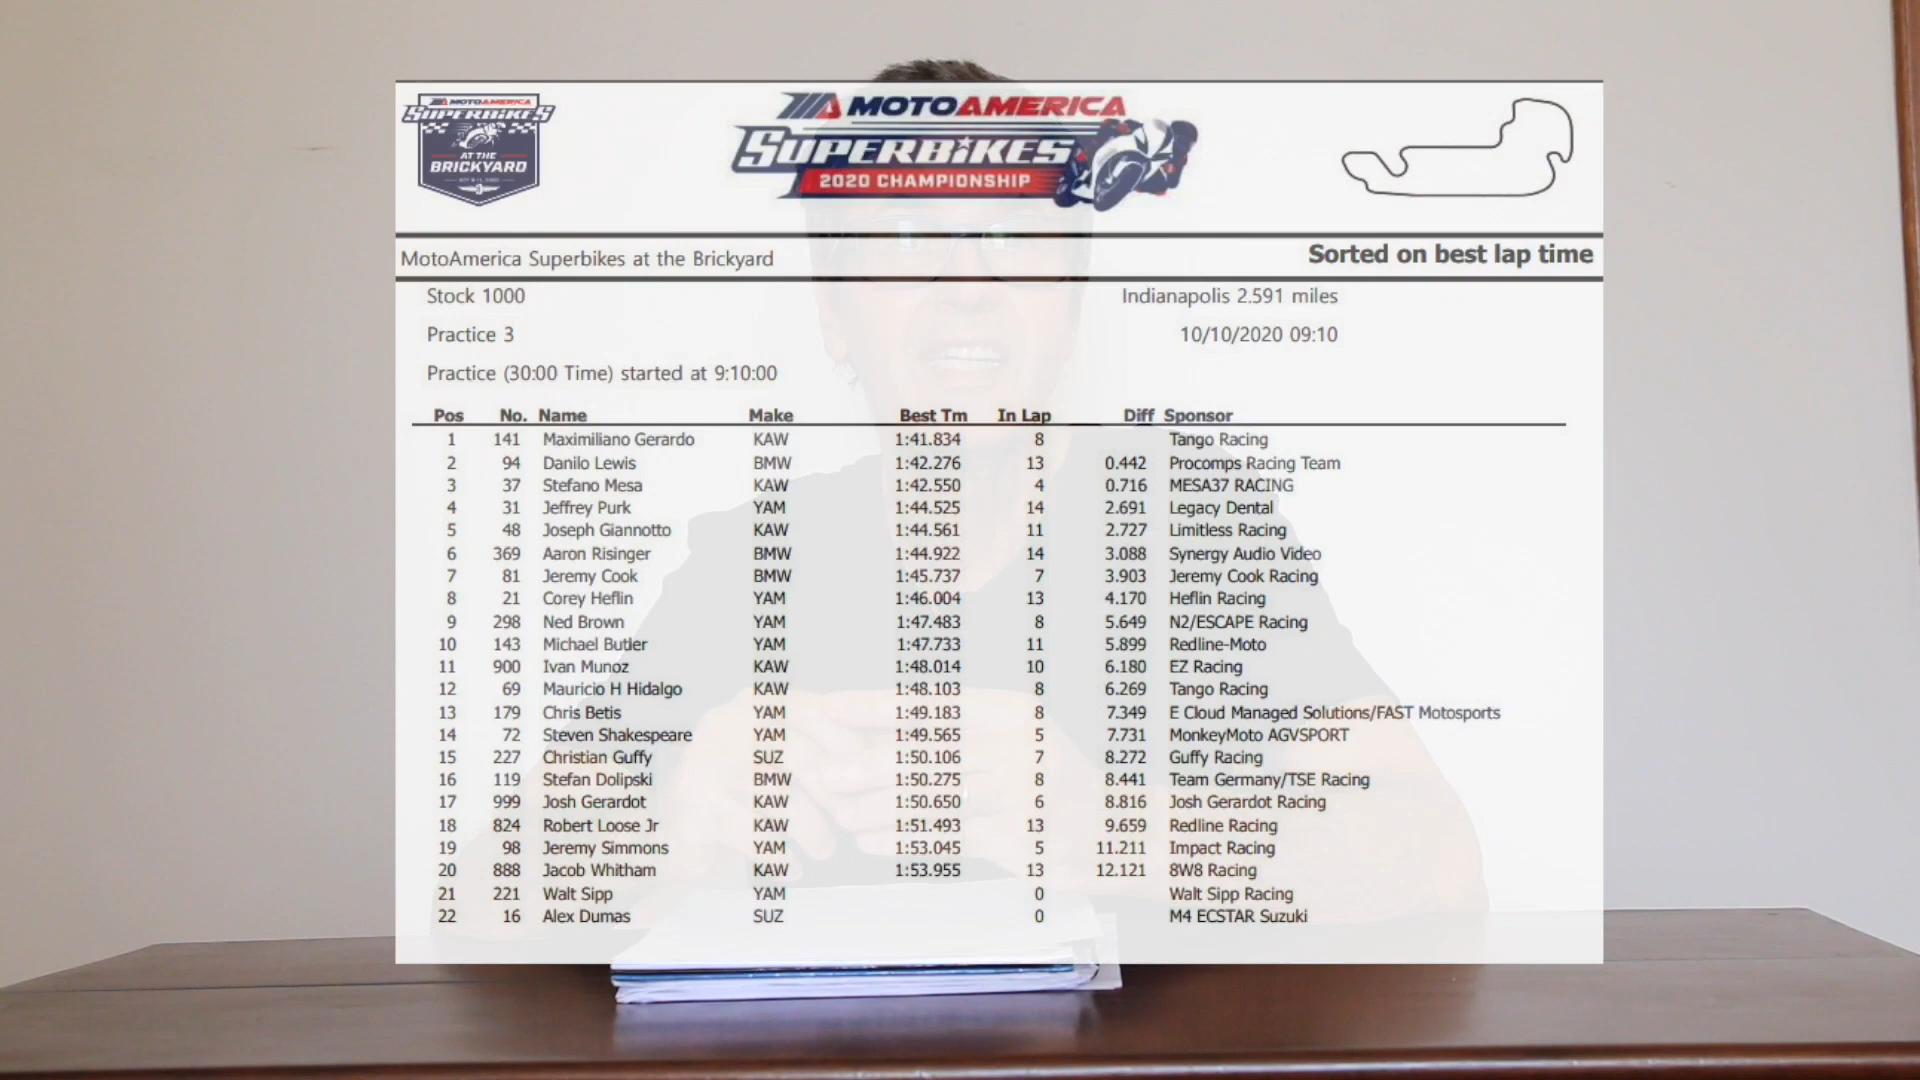 MOTOAMERICA
SUPERBIKES
AT THE
BRICKYARD
MOTOAMERICA
SUPERBIKES
2020 CHAMPIONSHIP
MotoAmerica Superbikes at the Brickyard Sorted on best lap time
Stock 1000 Indianapolis 2.591 miles
Practice 3 10/10/2020 09:10
Practice (30:00 Time) started at 9:10:00
Pos No. Name Make Best Tm In Lap Diff Sponsor
1 141 Maximiliano Gerardo KAW 1:41.834 8 Tango Racing
2 94 Danilo Lewis BMW 1:42.276 13 0.442 Procomps Racing Team
3 37 Stefano Mesa KAW 1:42.550 4 0.716 MESA37 RACING
4 31 Jeffrey Purk YAM 1:44.525 14 2.691 Legacy Dental
5 48 Joseph Giannotto KAW 1:44.561 11 2.727 Limitless Racing
6 369 Aaron Risinger BMW 1:44.922 14 3.088 Synergy Audio Video
7 81 Jeremy Cook BMW 1:45.737 7 3.903 Jeremy Cook Racing
8 21 Corey Heflin YAM 1:46.004 13 4.170 Heflin Racing
9 298 Ned Brown YAM 1:47.483 8 5.649 N2/ESCAPE Racing
10 143 Michael Butler YAM 1:47.733 11 5.899 Redline-Moto
11 900 Ivan Munoz KAW 1:48.014 10 6.180 EZ Racing
12 69 Mauricio H Hidalgo KAW 1:48.103 8 6.269 Tango Racing
13 179 Chris Betis YAM 1:49.183 8 7.349 E Cloud Managed Solutions/FAST Motosports
14 72 Steven Shakespeare YAM 1:49.565 5 7.731 MonkeyMoto AGVSPORT
15 227 Christian Guffy SUZ 1:50.106 7 8.272 Guffy Racing
16 119 Stefan Dolipski BMW 1:50.275 8 8.441 Team Germany/TSE Racing
17 999 Josh Gerardot KAW 1:50.650 6 8.816 Josh Gerardot Racing
18 824 Robert Loose Jr KAW 1:51.493 13 9.659 Redline Racing
19 98 Jeremy Simmons YAM 1:53.045 5 11.211 Impact Racing
20 888 Jacob Whitham KAW 1:53.955 13 12.121 8W8 Racing
21 221 Walt Sipp YAM 0 Walt Sipp Racing
22 16 Alex Dumas SUZ 0 M4 ECSTAR Suzuki